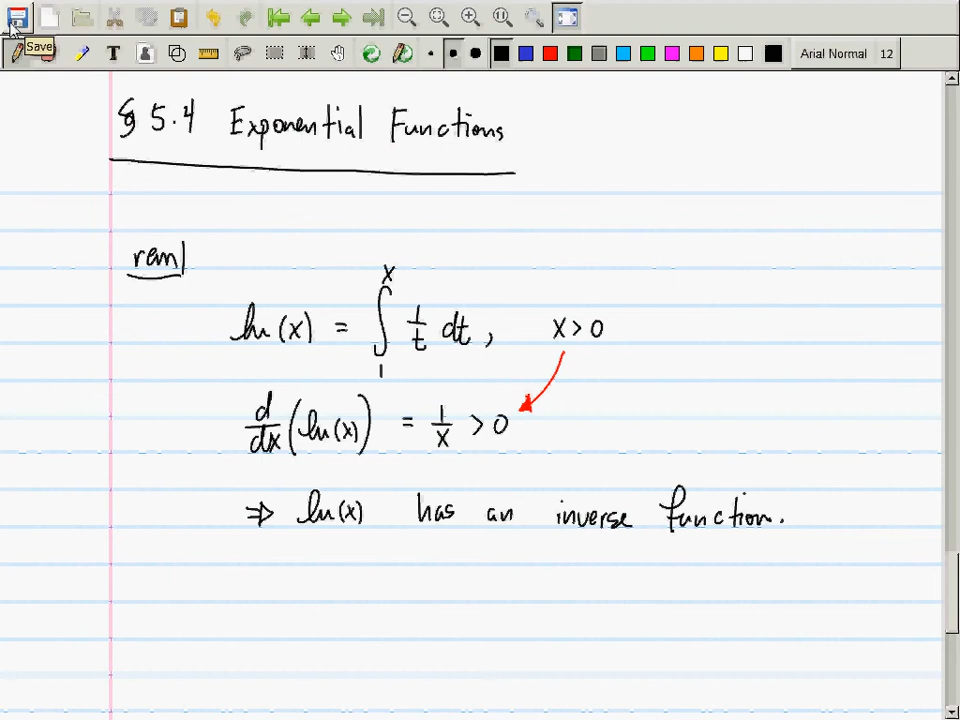 Save
T
Arial Normal 12
§ 5.4 Exponential Functions
rem
ln(x) = ∫₁ˣ 1/t dt, x > 0
d/dx (ln(x)) = 1/x > 0
⇒ ln(x) has an inverse function.